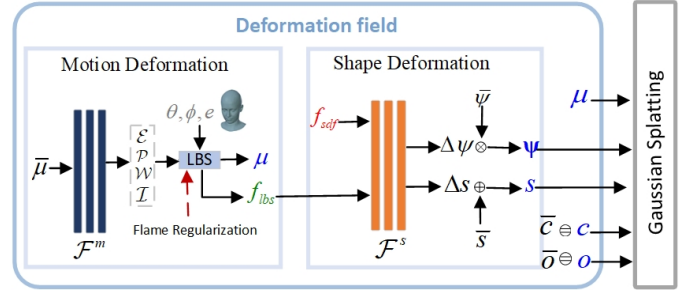 Deformation field
Motion Deformation
θ, ϕ, e
μ̄
ℰ
𝒫
𝒲
ℐ
LBS
μ
f_lbs
Flame Regularization
ℱ^m
Shape Deformation
f_sdf
ψ̄
Δψ⊗
ψ
Δs⊕
s
s̄
ℱ^s
μ
c̄ ⊖ c
ō ⊖ o
Gaussian Splatting